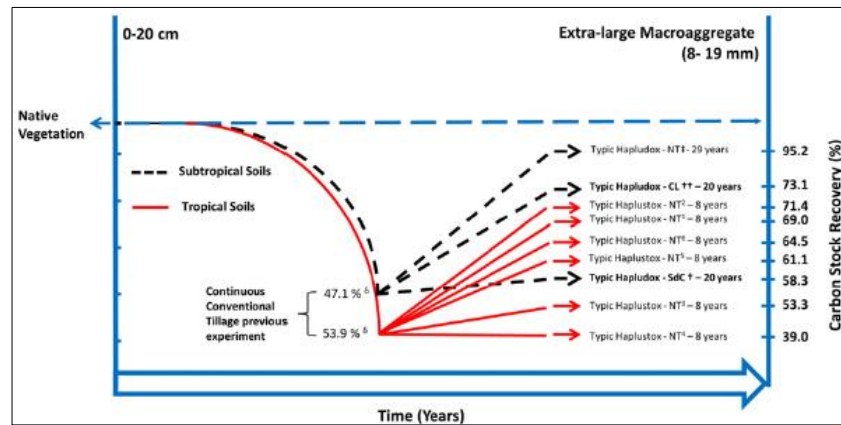 0-20 cm
Extra-large Macroaggregate
(8- 19 mm)
Native
Vegetation
Subtropical Soils
Tropical Soils
Continuous
Conventional
Tillage previous
experiment
47.1 % δ
53.9 % δ
Typic Hapludox - NT‡ - 29 years
Typic Hapludox - CL †† – 20 years
Typic Haplustox - NT² – 8 years
Typic Haplustox - NT¹ – 8 years
Typic Haplustox - NT⁶ – 8 years
Typic Haplustox - NT⁵ – 8 years
Typic Hapludox - SdC † – 20 years
Typic Haplustox - NT³ – 8 years
Typic Haplustox - NT⁴ – 8 years
95.2
73.1
71.4
69.0
64.5
61.1
58.3
53.3
39.0
Carbon Stock Recovery (%)
Time (Years)